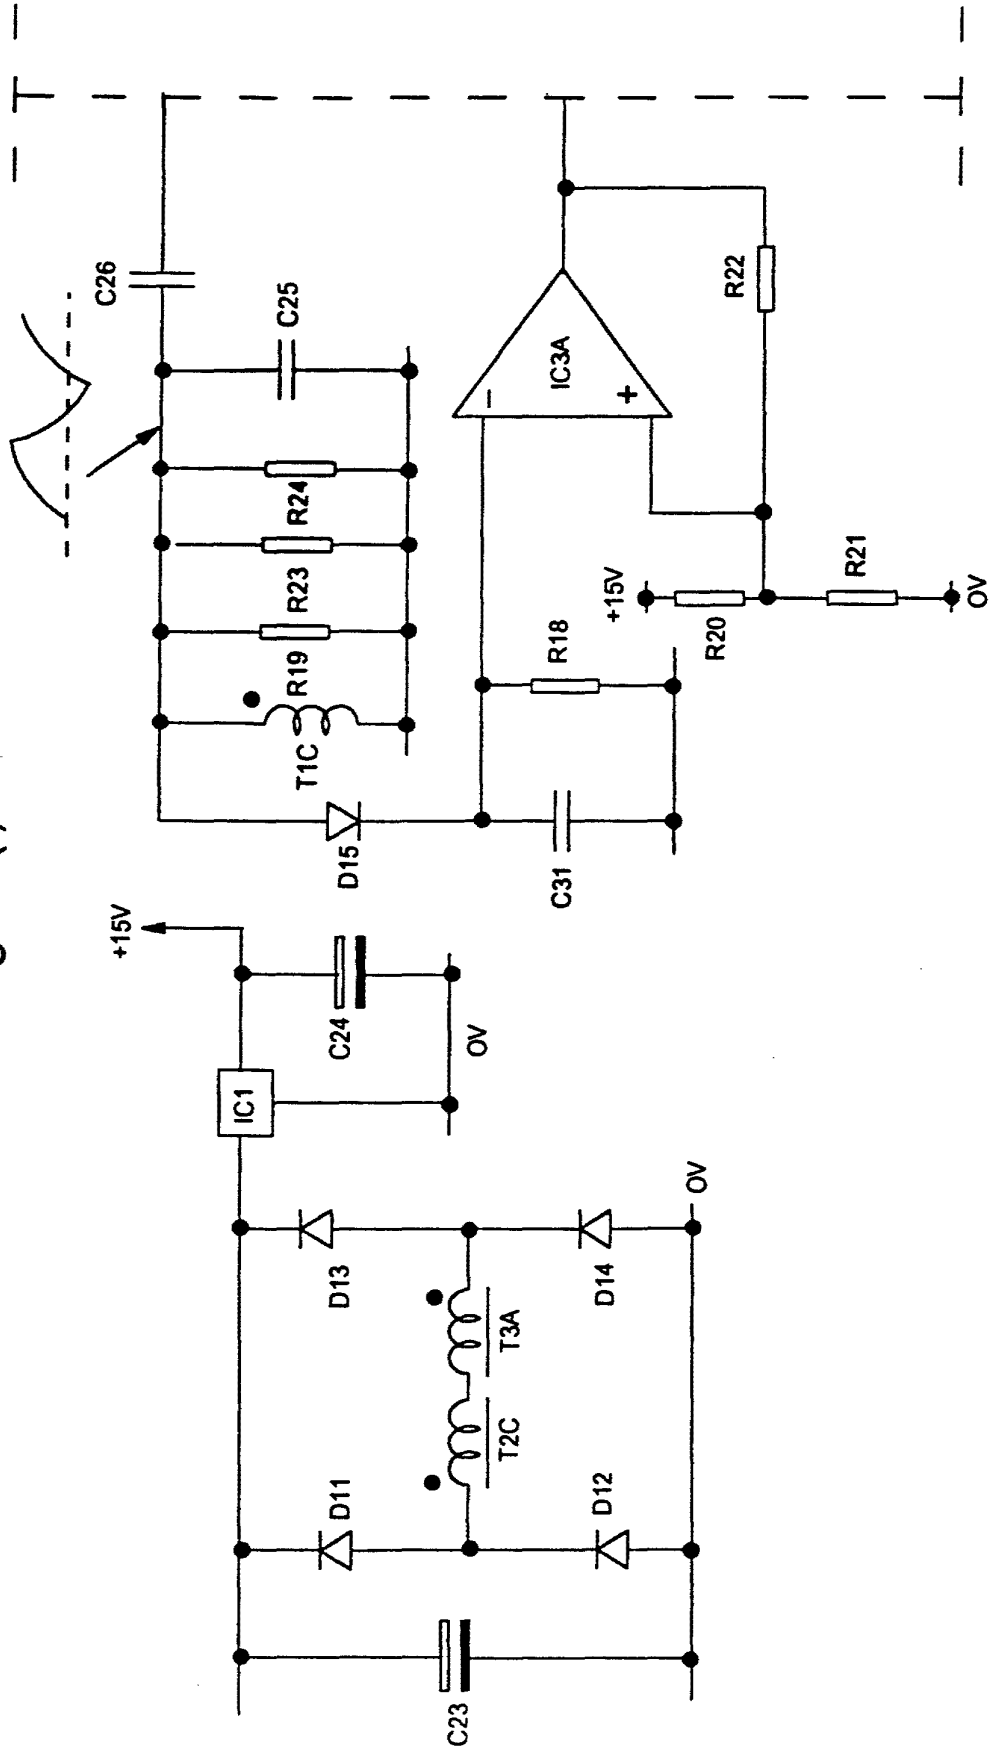 C23
D11
D12
T2C
T3A
D13
D14
0V
IC1
C24
0V
+15V
D15
C31
T1C
R19
R23
R24
C25
C26
R18
IC3A
-
+
+15V
R20
R21
0V
R22